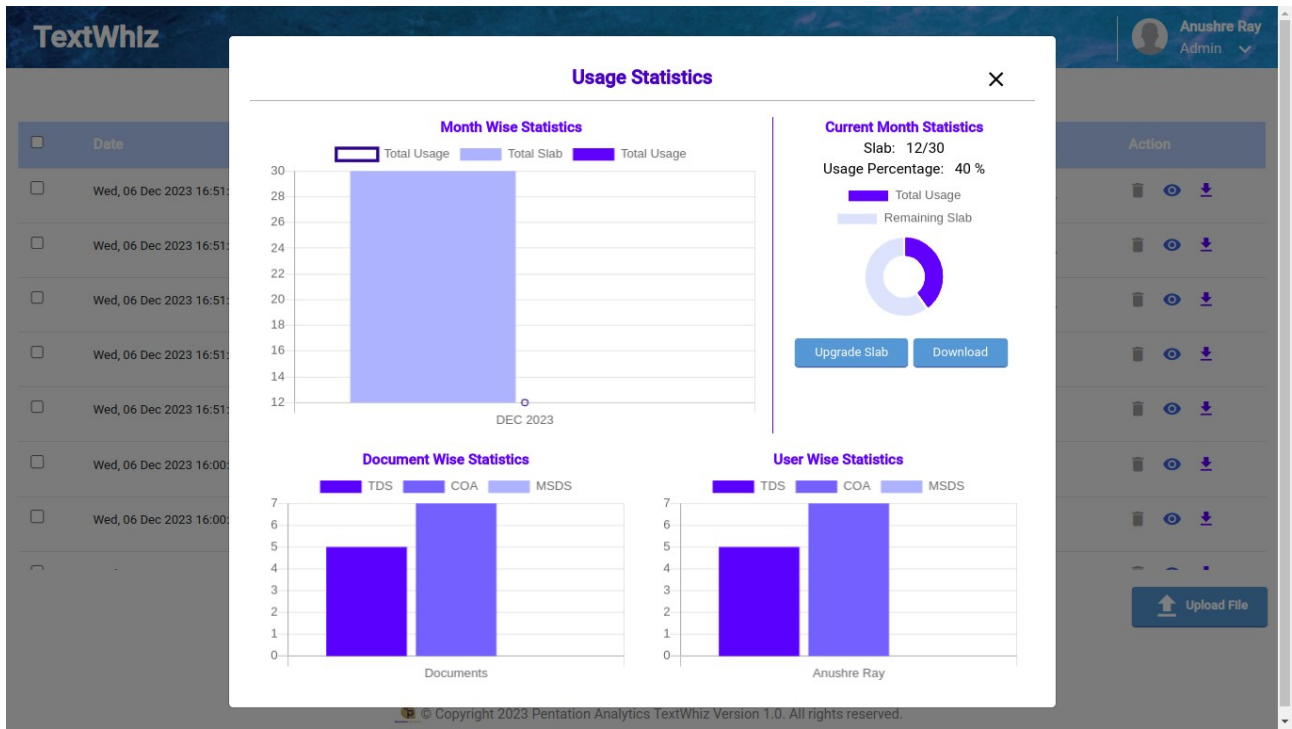 TextWhiz
Anushre Ray
Admin
Usage Statistics
Month Wise Statistics
Total Usage Total Slab Total Usage
30
28
26
24
22
20
18
16
14
12
DEC 2023
Current Month Statistics
Slab: 12/30
Usage Percentage: 40 %
Total Usage
Remaining Slab
Upgrade Slab Download
Document Wise Statistics
TDS COA MSDS
7
6
5
4
3
2
1
0
Documents
User Wise Statistics
TDS COA MSDS
7
6
5
4
3
2
1
0
Anushre Ray
Date Action
Wed, 06 Dec 2023 16:51:
Wed, 06 Dec 2023 16:51:
Wed, 06 Dec 2023 16:51:
Wed, 06 Dec 2023 16:51:
Wed, 06 Dec 2023 16:51:
Wed, 06 Dec 2023 16:00:
Wed, 06 Dec 2023 16:00:
Upload File
© Copyright 2023 Pentation Analytics TextWhiz Version 1.0. All rights reserved.